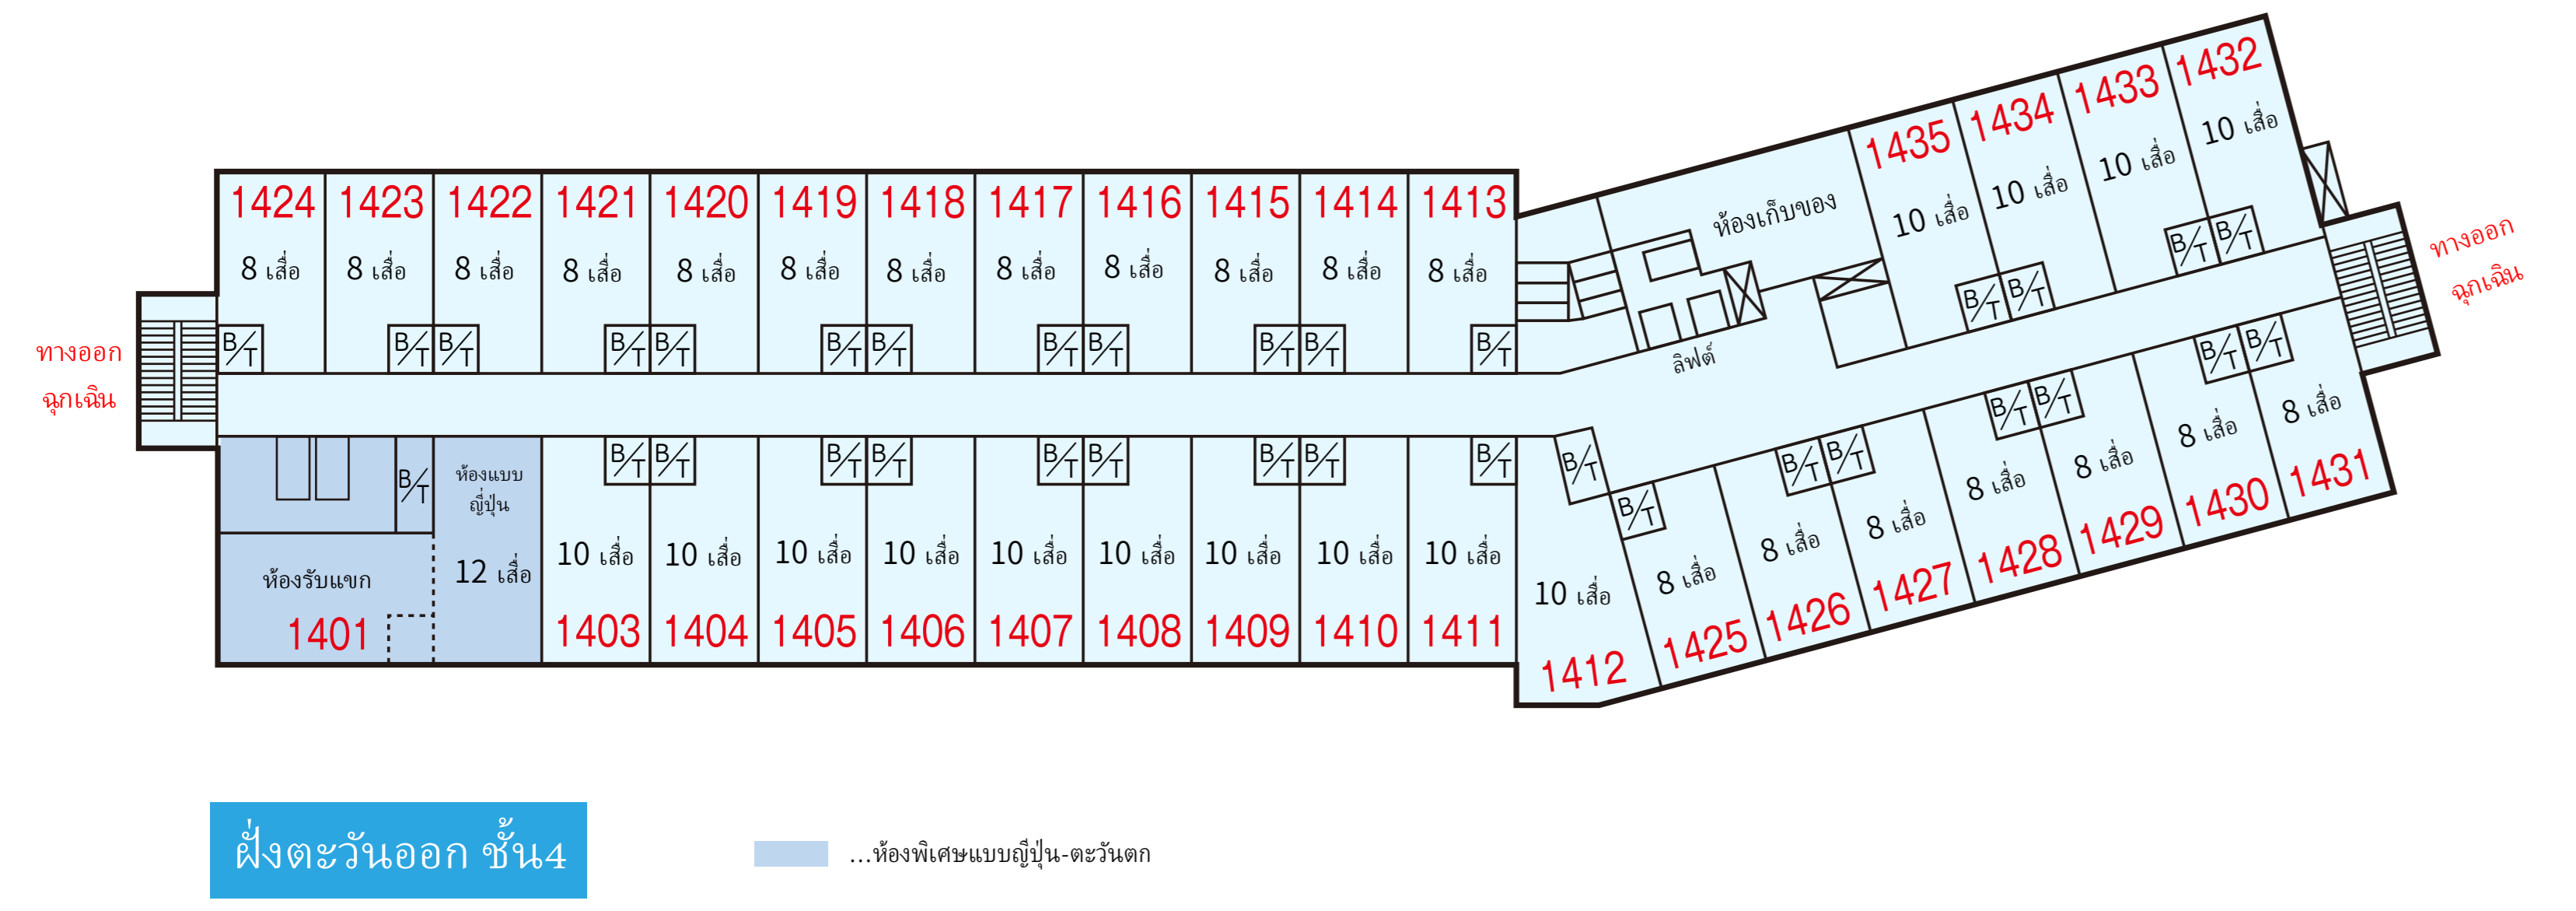 1432
1433
1434
1435
10 เสื่อ
10 เสื่อ
10 เสื่อ
10 เสื่อ
B/T
B/T
B/T
B/T
ห้องเก็บของ
ลิฟต์
ทางออก
ฉุกเฉิน
1424 1423 1422 1421 1420 1419 1418 1417 1416 1415 1414 1413
8 เสื่อ 8 เสื่อ 8 เสื่อ 8 เสื่อ 8 เสื่อ 8 เสื่อ 8 เสื่อ 8 เสื่อ 8 เสื่อ 8 เสื่อ 8 เสื่อ 8 เสื่อ
B/T B/T B/T B/T B/T B/T B/T B/T B/T B/T B/T B/T
ทางออก
ฉุกเฉิน
B/T
ห้องแบบ
ญี่ปุ่น
12 เสื่อ
ห้องรับแขก
1401
B/T B/T B/T B/T B/T B/T B/T B/T B/T
10 เสื่อ 10 เสื่อ 10 เสื่อ 10 เสื่อ 10 เสื่อ 10 เสื่อ 10 เสื่อ 10 เสื่อ 10 เสื่อ
1403 1404 1405 1406 1407 1408 1409 1410 1411
B/T
10 เสื่อ
1412
B/T
8 เสื่อ
1425
B/T
8 เสื่อ
1426
B/T
8 เสื่อ
1427
B/T
8 เสื่อ
1428
B/T
8 เสื่อ
1429
B/T
8 เสื่อ
1430
B/T
8 เสื่อ
1431
ฝั่งตะวันออก ชั้น4
...ห้องพิเศษแบบญี่ปุ่น-ตะวันตก